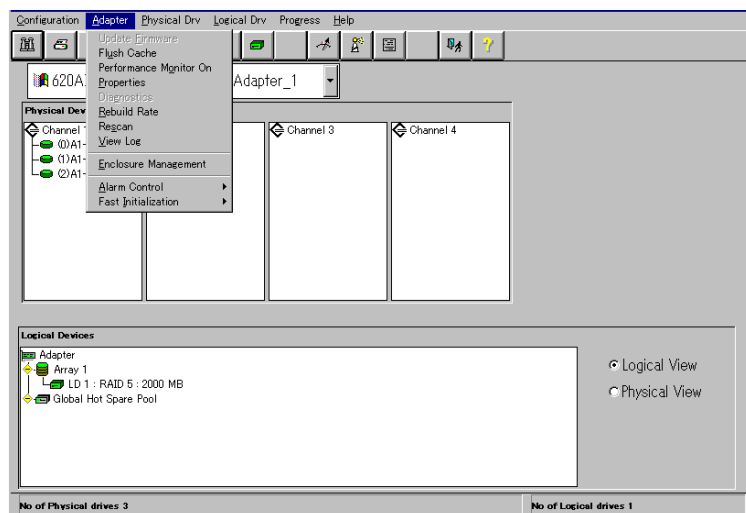 Configuration Adapter Physical Drv Logical Drv Progress Help
Update Firmware
Flush Cache
Performance Monitor On
Properties
Diagnostics
Rebuild Rate
Rescan
View Log
Enclosure Management
Alarm Control
Fast Initialization
620A
Adapter_1
Physical Dev
Channel
Channel 3
Channel 4
(0)A1-
(1)A1-
(2)A1-
Logical Devices
Adapter
Array 1
LD 1 : RAID 5 : 2000 MB
Global Hot Spare Pool
Logical View
Physical View
No of Physical drives 3
No of Logical drives 1